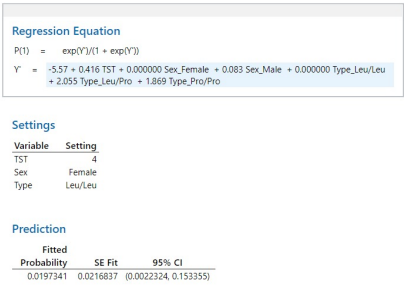 Regression Equation
P(1) = exp(Y')/(1 + exp(Y'))
Y' = -5.57 + 0.416 TST + 0.000000 Sex_Female + 0.083 Sex_Male + 0.000000 Type_Leu/Leu
+ 2.055 Type_Leu/Pro + 1.869 Type_Pro/Pro
Settings
Variable Setting
TST 4
Sex Female
Type Leu/Leu
Prediction
Fitted
Probability SE Fit 95% CI
0.0197341 0.0216837 (0.0022324, 0.153355)